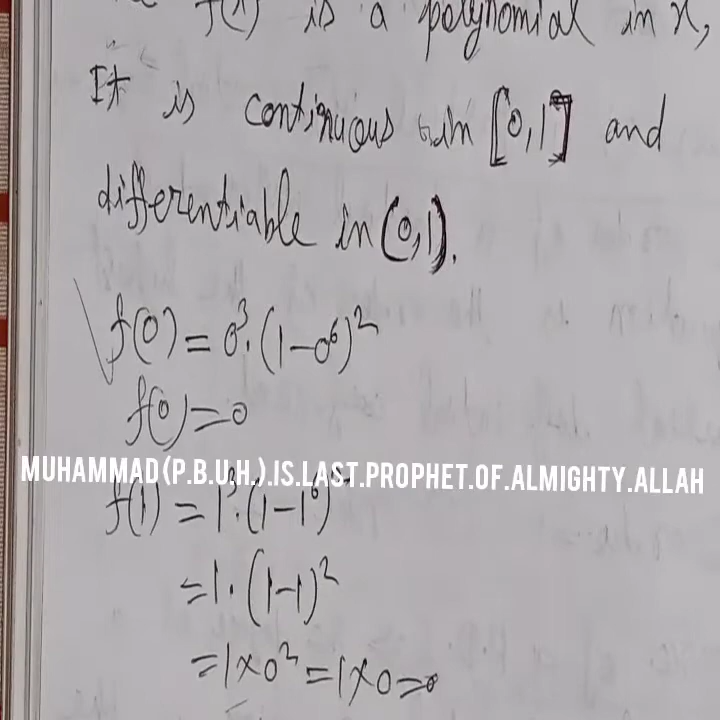 f(x) is a polynomial in x,
It is continuous in [0,1] and
differentiable in (0,1).
f(0) = 0³.(1-0⁶)²
f(0) = 0
MUHAMMAD(P.B.U.H.).IS.LAST.PROPHET.OF.ALMIGHTY.ALLAH
f(1) = 1³.(1-1⁶)
= 1.(1-1)²
= 1×0² = 1×0 = 0